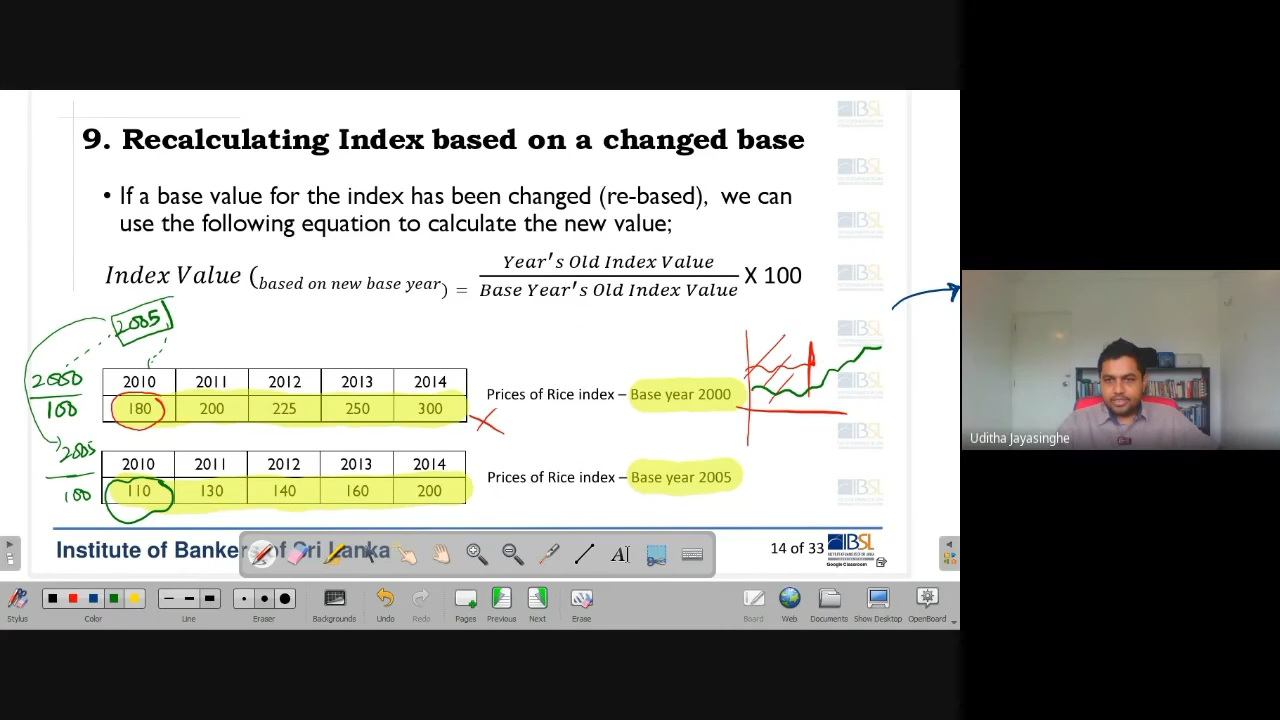 9. Recalculating Index based on a changed base
• If a base value for the index has been changed (re-based), we can
use the following equation to calculate the new value;
Index Value (based on new base year) = Year's Old Index Value / Base Year's Old Index Value X 100
2005
2000
100
2010 2011 2012 2013 2014
180 200 225 250 300
Prices of Rice index – Base year 2000
2005
100
2010 2011 2012 2013 2014
110 130 140 160 200
Prices of Rice index – Base year 2005
Uditha Jayasinghe
Institute of Bankers of Sri Lanka
14 of 33
IBSL
Google Classroom
Stylus
Color
Line
Eraser
Backgrounds
Undo
Redo
Pages
Previous
Next
Erase
Board
Web
Documents
Show Desktop
OpenBoard